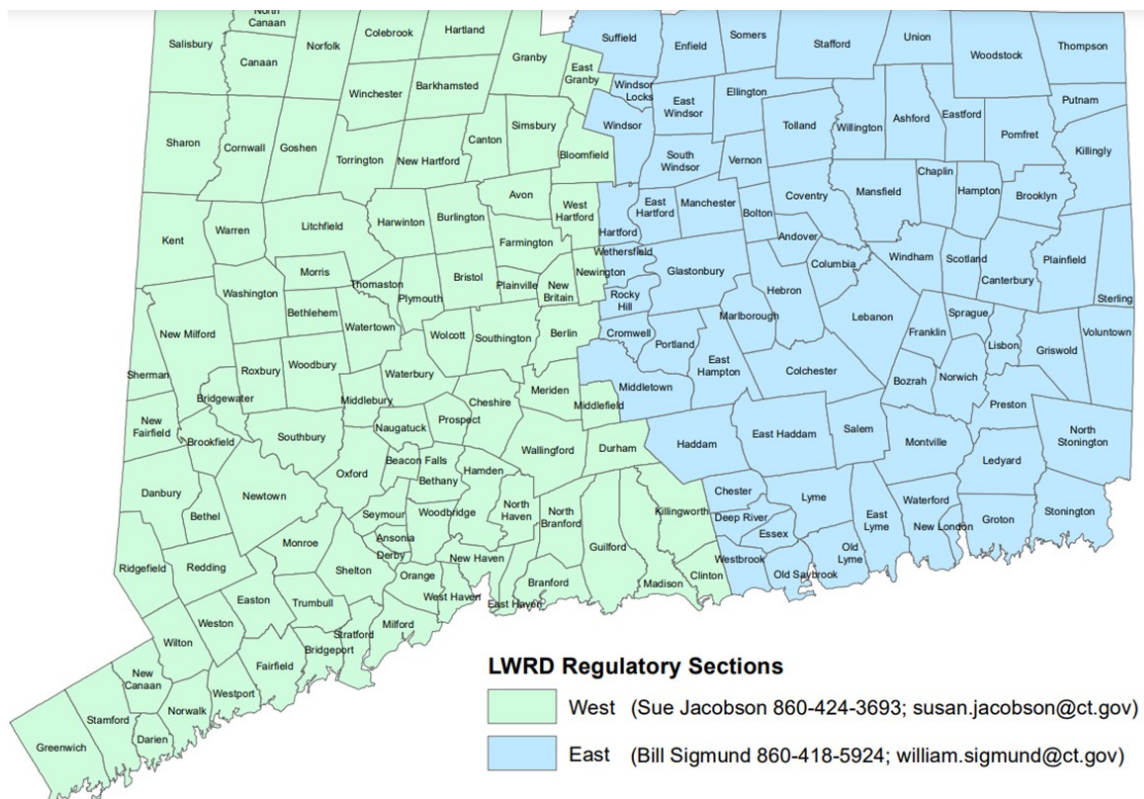 North
Canaan
Salisbury
Canaan
Norfolk
Colebrook
Hartland
Granby
East
Granby
Suffield
Enfield
Somers
Stafford
Union
Woodstock
Thompson
Winchester
Barkhamsted
Windsor
Locks
East
Windsor
Ellington
Putnam
Sharon
Cornwall
Goshen
Torrington
New Hartford
Canton
Simsbury
Bloomfield
Windsor
South
Windsor
Vernon
Tolland
Willington
Ashford
Eastford
Pomfret
Killingly
Kent
Warren
Litchfield
Harwinton
Burlington
Avon
West
Hartford
Farmington
Hartford
East
Hartford
Manchester
Bolton
Coventry
Andover
Mansfield
Chaplin
Hampton
Brooklyn
Morris
Washington
Bethlehem
Thomaston
Plymouth
Watertown
Bristol
Plainville
New
Britain
Newington
Wethersfield
Rocky
Hill
Glastonbury
Hebron
Marlborough
Columbia
Windham
Scotland
Canterbury
Plainfield
Sterling
New Milford
Sherman
Roxbury
Woodbury
Bridgewater
Middlebury
Waterbury
Wolcott
Southington
Berlin
Cromwell
Portland
East
Hampton
Middletown
Middlefield
Colchester
Lebanon
Franklin
Sprague
Lisbon
Griswold
Voluntown
Bozrah
Norwich
Preston
New
Fairfield
Brookfield
Southbury
Naugatuck
Prospect
Cheshire
Meriden
Wallingford
Durham
Haddam
East Haddam
Salem
Montville
Ledyard
North
Stonington
Danbury
Bethel
Newtown
Oxford
Beacon Falls
Bethany
Hamden
Seymour
Woodbridge
Ansonia
Derby
North
Haven
North
Branford
Guilford
Killingworth
Chester
Deep River
Essex
Lyme
East
Lyme
Waterford
New London
Groton
Stonington
Ridgefield
Redding
Monroe
Shelton
Orange
New Haven
West Haven
East Haven
Branford
Madison
Clinton
Westbrook
Old Saybrook
Old
Lyme
Wilton
Weston
Easton
Trumbull
Stratford
Milford
Bridgeport
Fairfield
Westport
Norwalk
New
Canaan
Darien
Stamford
Greenwich
LWRD Regulatory Sections
West (Sue Jacobson 860-424-3693; susan.jacobson@ct.gov)
East (Bill Sigmund 860-418-5924; william.sigmund@ct.gov)